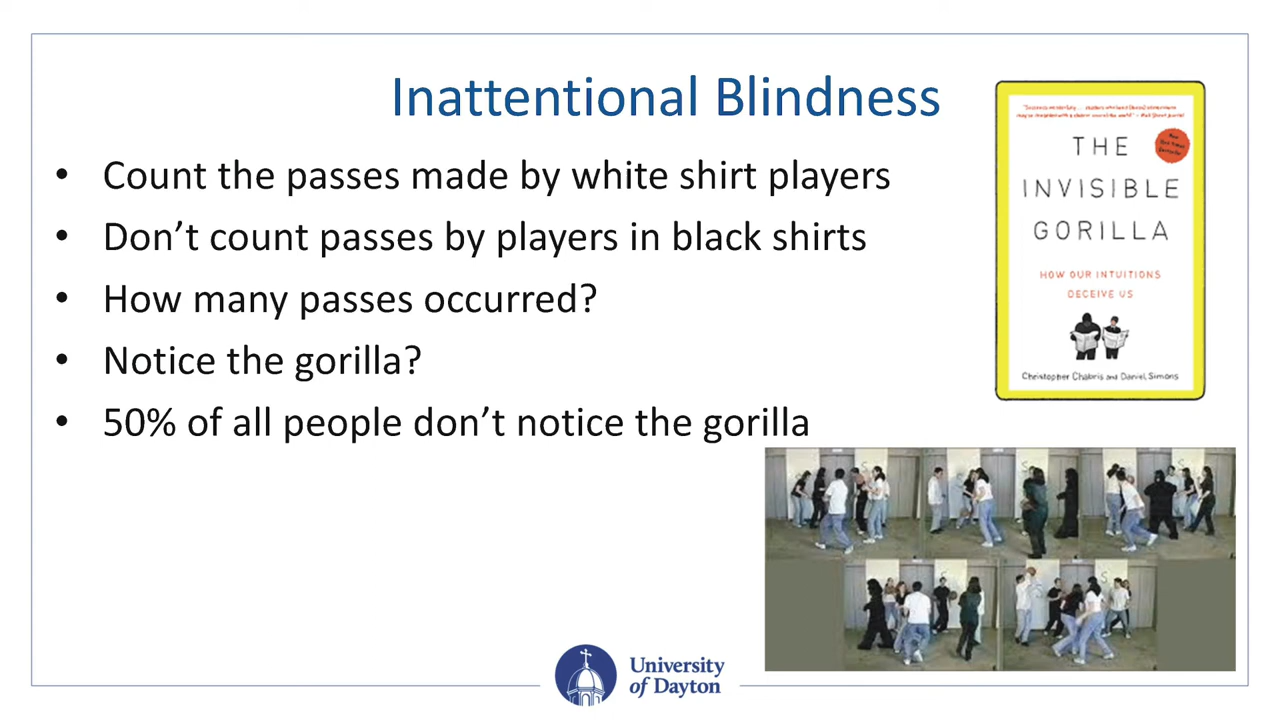 Inattentional Blindness
• Count the passes made by white shirt players
• Don’t count passes by players in black shirts
• How many passes occurred?
• Notice the gorilla?
• 50% of all people don’t notice the gorilla
THE
INVISIBLE
GORILLA
HOW OUR INTUITIONS
DECEIVE US
Christopher Chabris and Daniel Simons
University
of Dayton